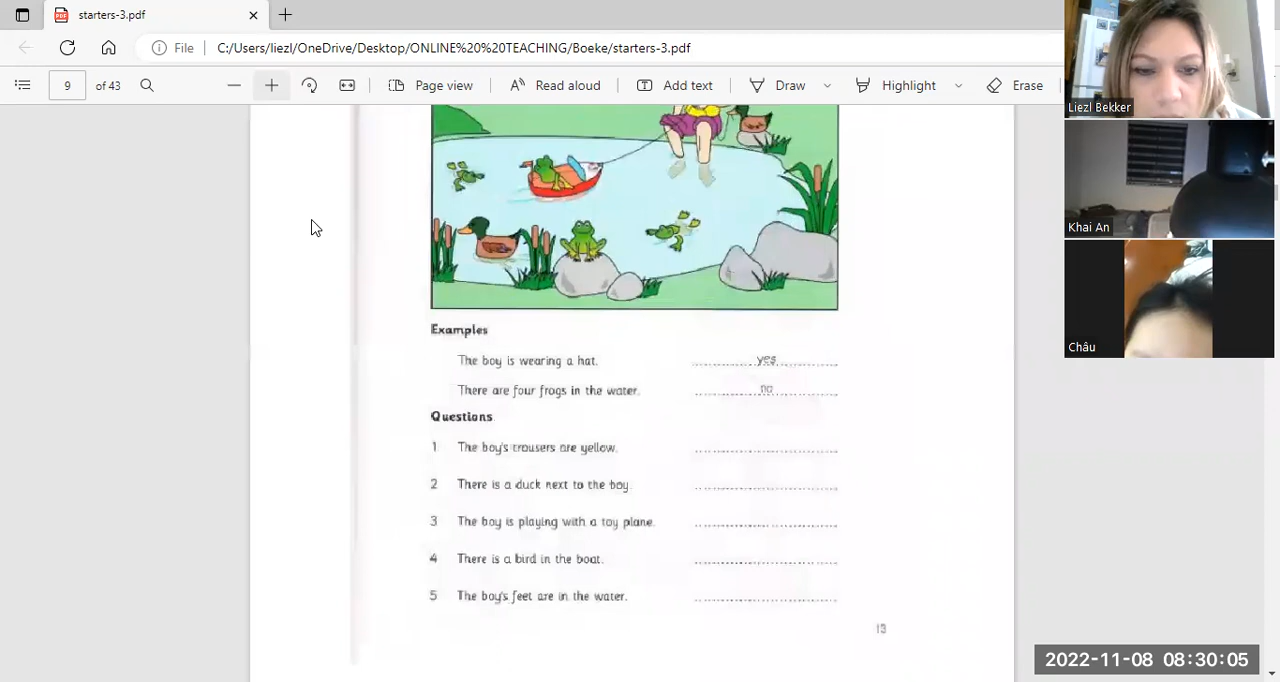 starters-3.pdf
File
C:/Users/liezl/OneDrive/Desktop/ONLINE%20%20TEACHING/Boeke/starters-3.pdf
9 of 43
Page view
Read aloud
Add text
Draw
Highlight
Erase
Liezl Bekker
Khai An
Châu
Examples
The boy is wearing a hat. yes
There are four frogs in the water. no
Questions
1 The boy's trousers are yellow.
2 There is a duck next to the boy.
3 The boy is playing with a toy plane.
4 There is a bird in the boat.
5 The boy's feet are in the water.
13
2022-11-08 08:30:05